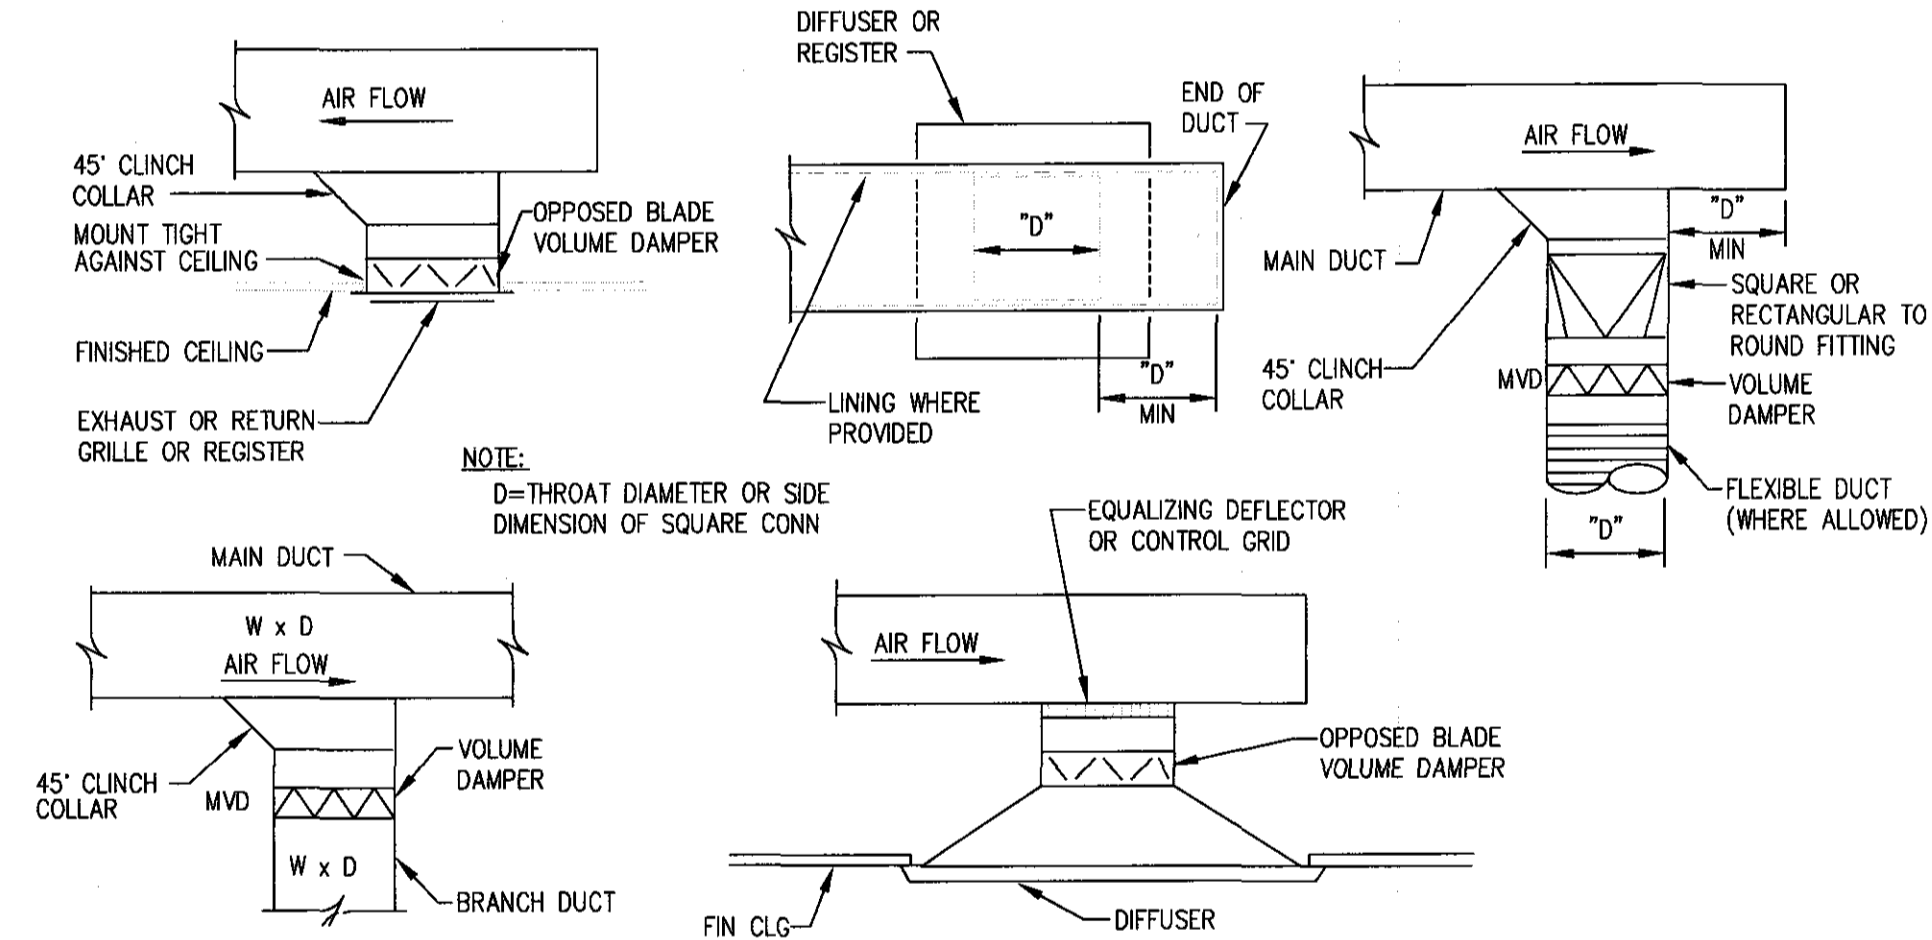 AIR FLOW
45° CLINCH
COLLAR
MOUNT TIGHT
AGAINST CEILING
OPPOSED BLADE
VOLUME DAMPER
FINISHED CEILING
EXHAUST OR RETURN
GRILLE OR REGISTER
DIFFUSER OR
REGISTER
END OF
DUCT
"D"
"D"
MIN
LINING WHERE
PROVIDED
AIR FLOW
"D"
MIN
MAIN DUCT
SQUARE OR
RECTANGULAR TO
ROUND FITTING
45° CLINCH
COLLAR
MVD
VOLUME
DAMPER
FLEXIBLE DUCT
(WHERE ALLOWED)
"D"
NOTE:
D=THROAT DIAMETER OR SIDE
DIMENSION OF SQUARE CONN
MAIN DUCT
W x D
AIR FLOW
45° CLINCH
COLLAR
MVD
VOLUME
DAMPER
W x D
BRANCH DUCT
EQUALIZING DEFLECTOR
OR CONTROL GRID
AIR FLOW
OPPOSED BLADE
VOLUME DAMPER
FIN CLG
DIFFUSER